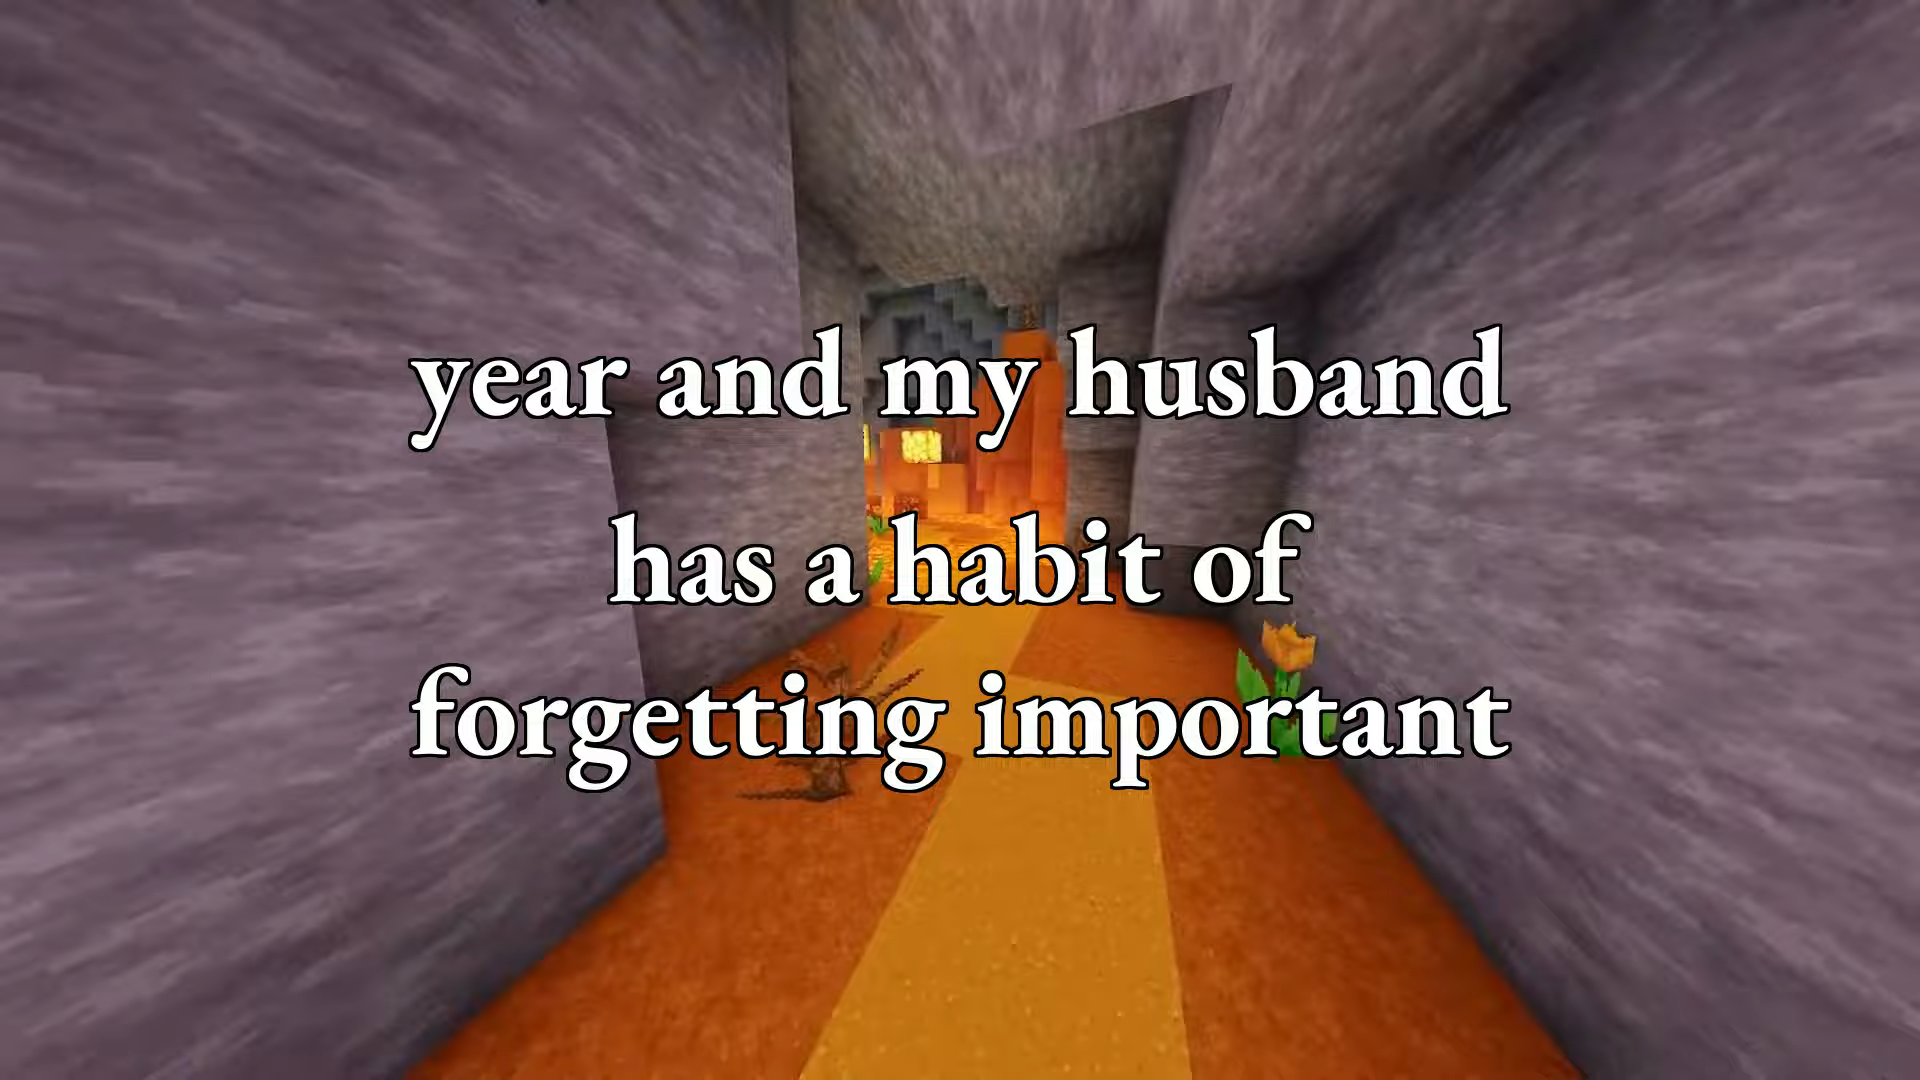 year and my husband
has a habit of
forgetting important